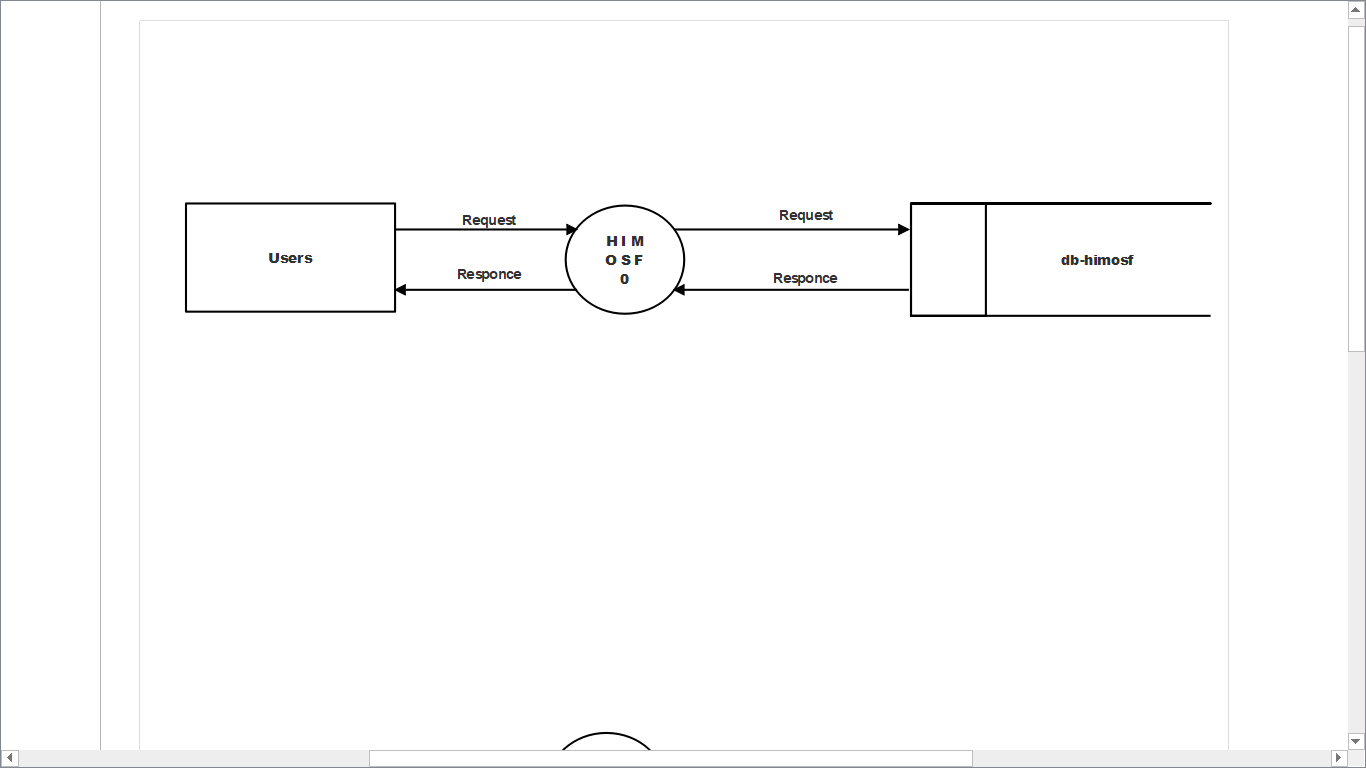 Users
Request
Responce
H I M
O S F
0
Request
Responce
db-himosf